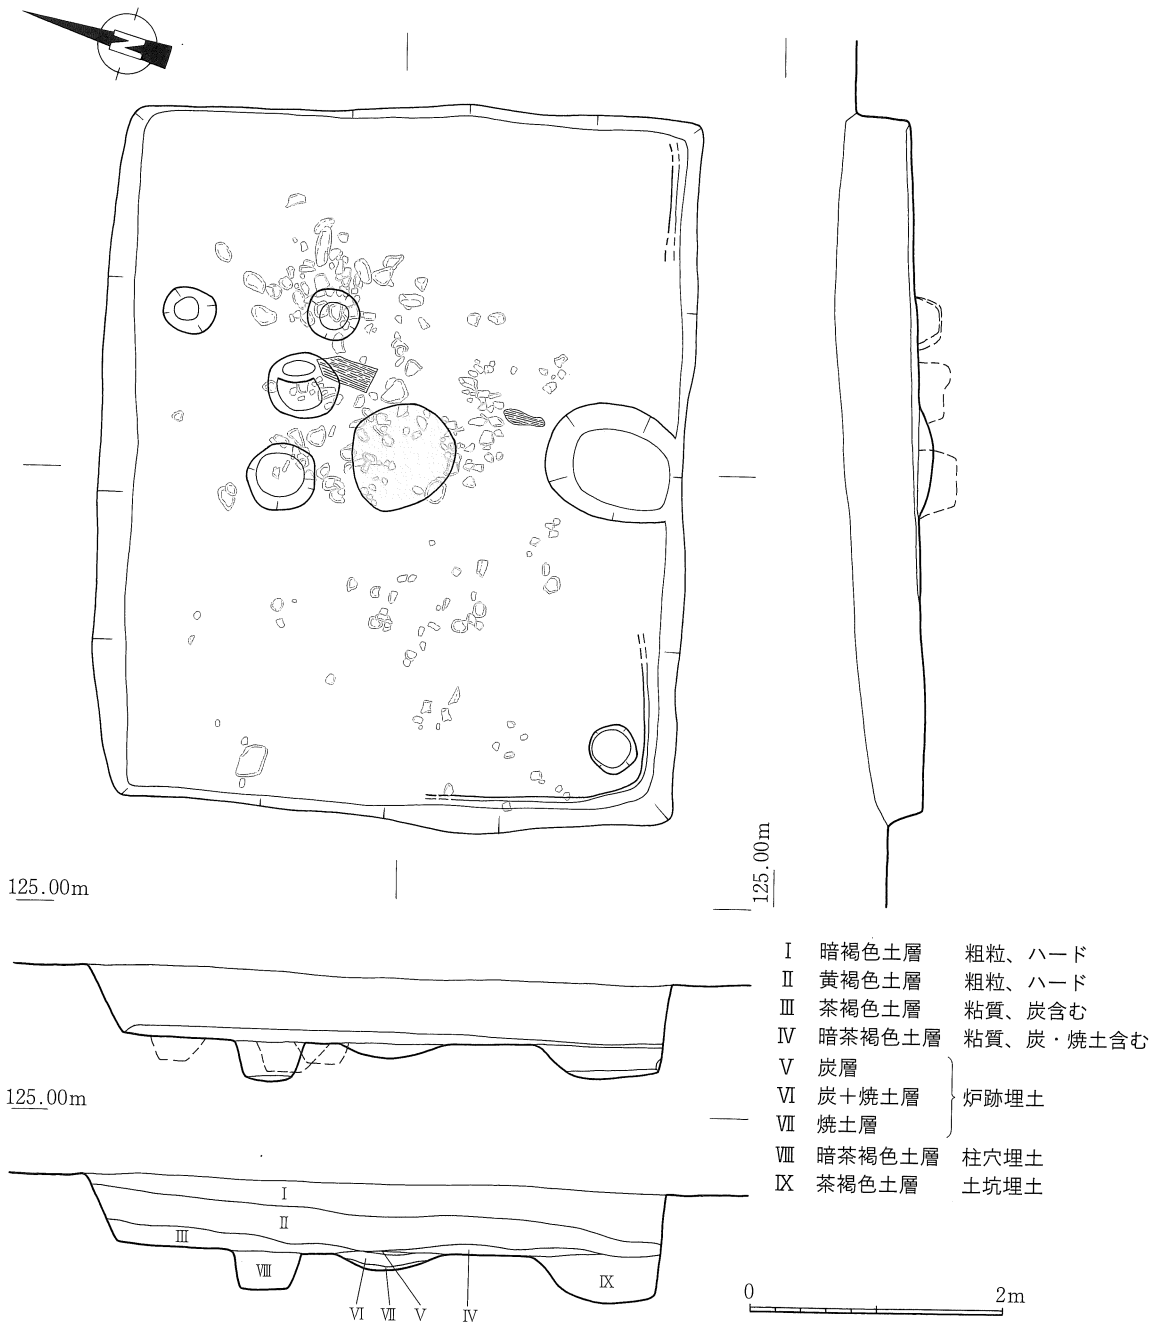 N
125.00m
125.00m
Ⅰ 暗褐色土層 粗粒、ハード
Ⅱ 黄褐色土層 粗粒、ハード
Ⅲ 茶褐色土層 粘質、炭含む
Ⅳ 暗茶褐色土層 粘質、炭・焼土含む
Ⅴ 炭層
Ⅵ 炭＋焼土層 炉跡埋土
Ⅶ 焼土層
Ⅷ 暗茶褐色土層 柱穴埋土
Ⅸ 茶褐色土層 土坑埋土
125.00m
Ⅰ
Ⅱ
Ⅲ
Ⅷ
Ⅸ
Ⅵ Ⅶ Ⅴ Ⅳ
0 2m